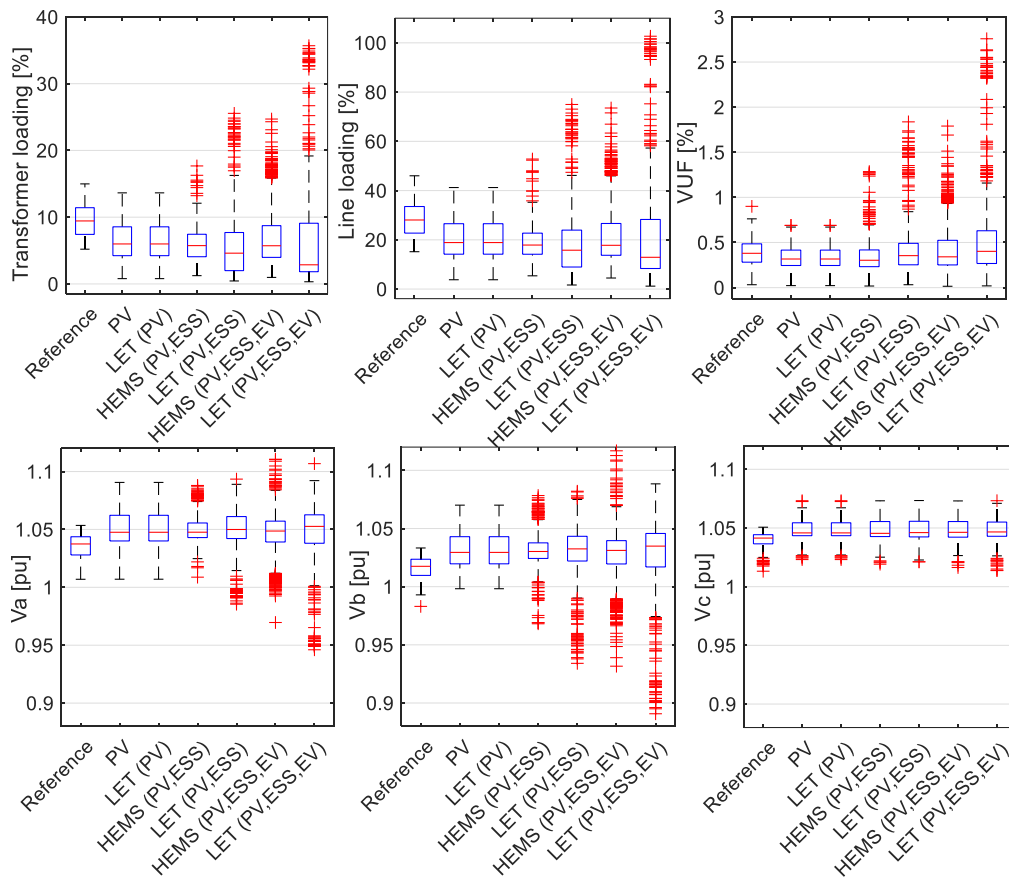 Transformer loading [%]
40
30
20
10
0
Reference
PV
LET (PV)
HEMS (PV,ESS)
LET (PV,ESS)
HEMS (PV,ESS,EV)
LET (PV,ESS,EV)
Line loading [%]
100
80
60
40
20
0
Reference
PV
LET (PV)
HEMS (PV,ESS)
LET (PV,ESS)
HEMS (PV,ESS,EV)
LET (PV,ESS,EV)
VUF [%]
3
2.5
2
1.5
1
0.5
0
Reference
PV
LET (PV)
HEMS (PV,ESS)
LET (PV,ESS)
HEMS (PV,ESS,EV)
LET (PV,ESS,EV)
Va [pu]
1.1
1.05
1
0.95
0.9
Reference
PV
LET (PV)
HEMS (PV,ESS)
LET (PV,ESS)
HEMS (PV,ESS,EV)
LET (PV,ESS,EV)
Vb [pu]
1.1
1.05
1
0.95
0.9
Reference
PV
LET (PV)
HEMS (PV,ESS)
LET (PV,ESS)
HEMS (PV,ESS,EV)
LET (PV,ESS,EV)
Vc [pu]
1.1
1.05
1
0.95
0.9
Reference
PV
LET (PV)
HEMS (PV,ESS)
LET (PV,ESS)
HEMS (PV,ESS,EV)
LET (PV,ESS,EV)